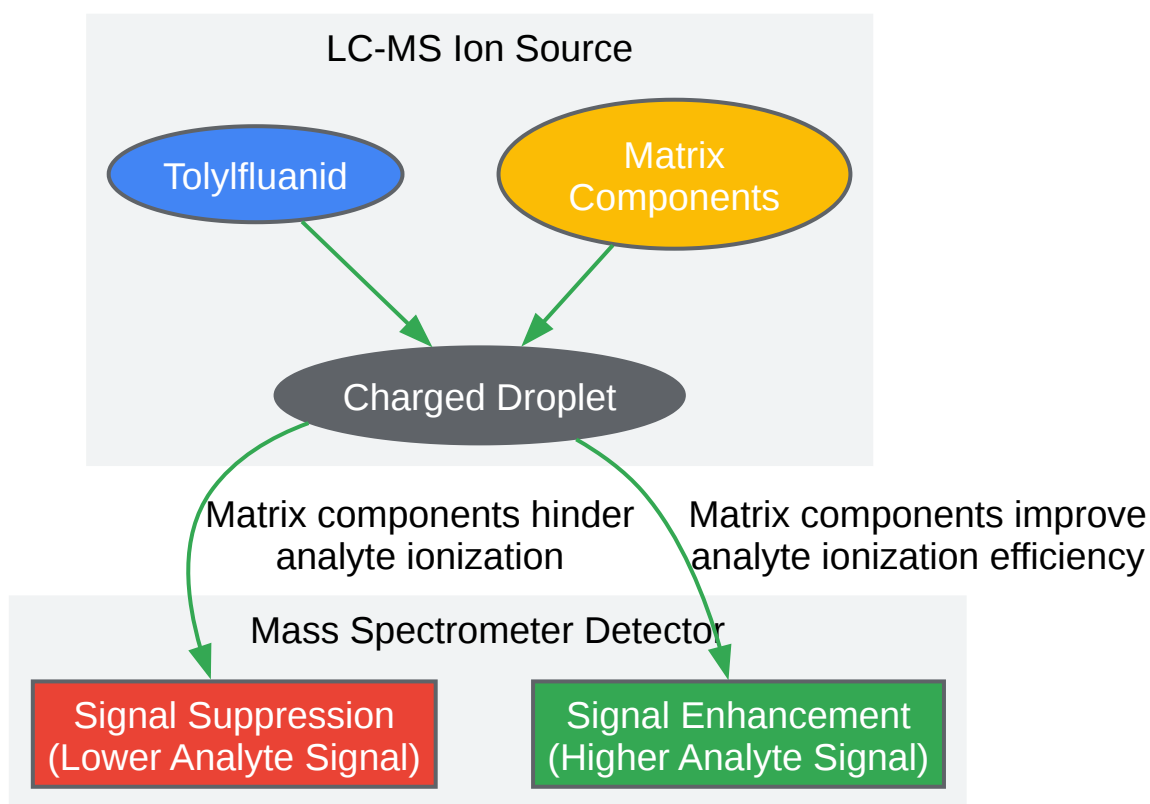 LC-MS Ion Source
Tolylfluanid
Matrix
Components
Charged Droplet
Matrix components hinder
analyte ionization
Matrix components improve
analyte ionization efficiency
Mass Spectrometer Detector
Signal Suppression
(Lower Analyte Signal)
Signal Enhancement
(Higher Analyte Signal)